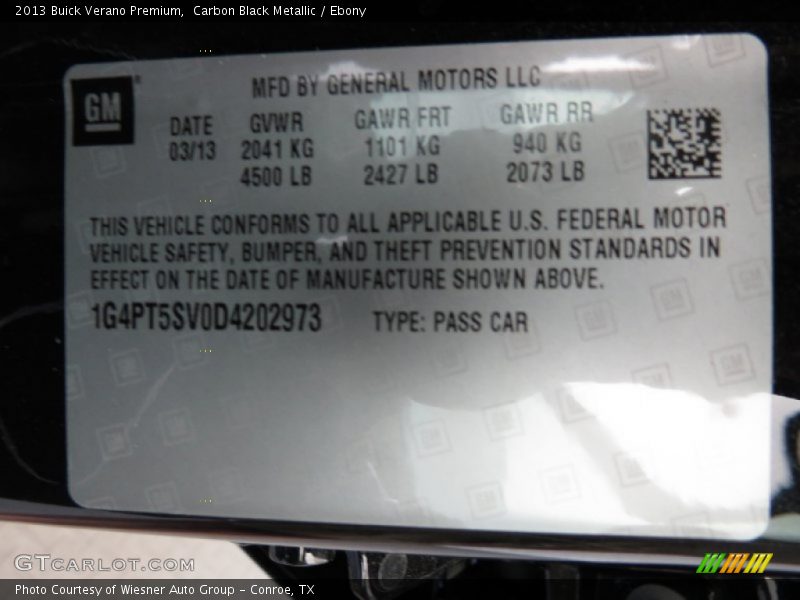 2013 Buick Verano Premium,  Carbon Black Metallic / Ebony
MFD BY GENERAL MOTORS LLC
GM
DATE GVWR GAWR FRT GAWR RR
03/13 2041 KG 1101 KG 940 KG
4500 LB 2427 LB 2073 LB
THIS VEHICLE CONFORMS TO ALL APPLICABLE U.S. FEDERAL MOTOR
VEHICLE SAFETY, BUMPER, AND THEFT PREVENTION STANDARDS IN
EFFECT ON THE DATE OF MANUFACTURE SHOWN ABOVE.
1G4PT5SV0D4202973 TYPE: PASS CAR
GTcarlot.com
Photo Courtesy of Wiesner Auto Group - Conroe, TX